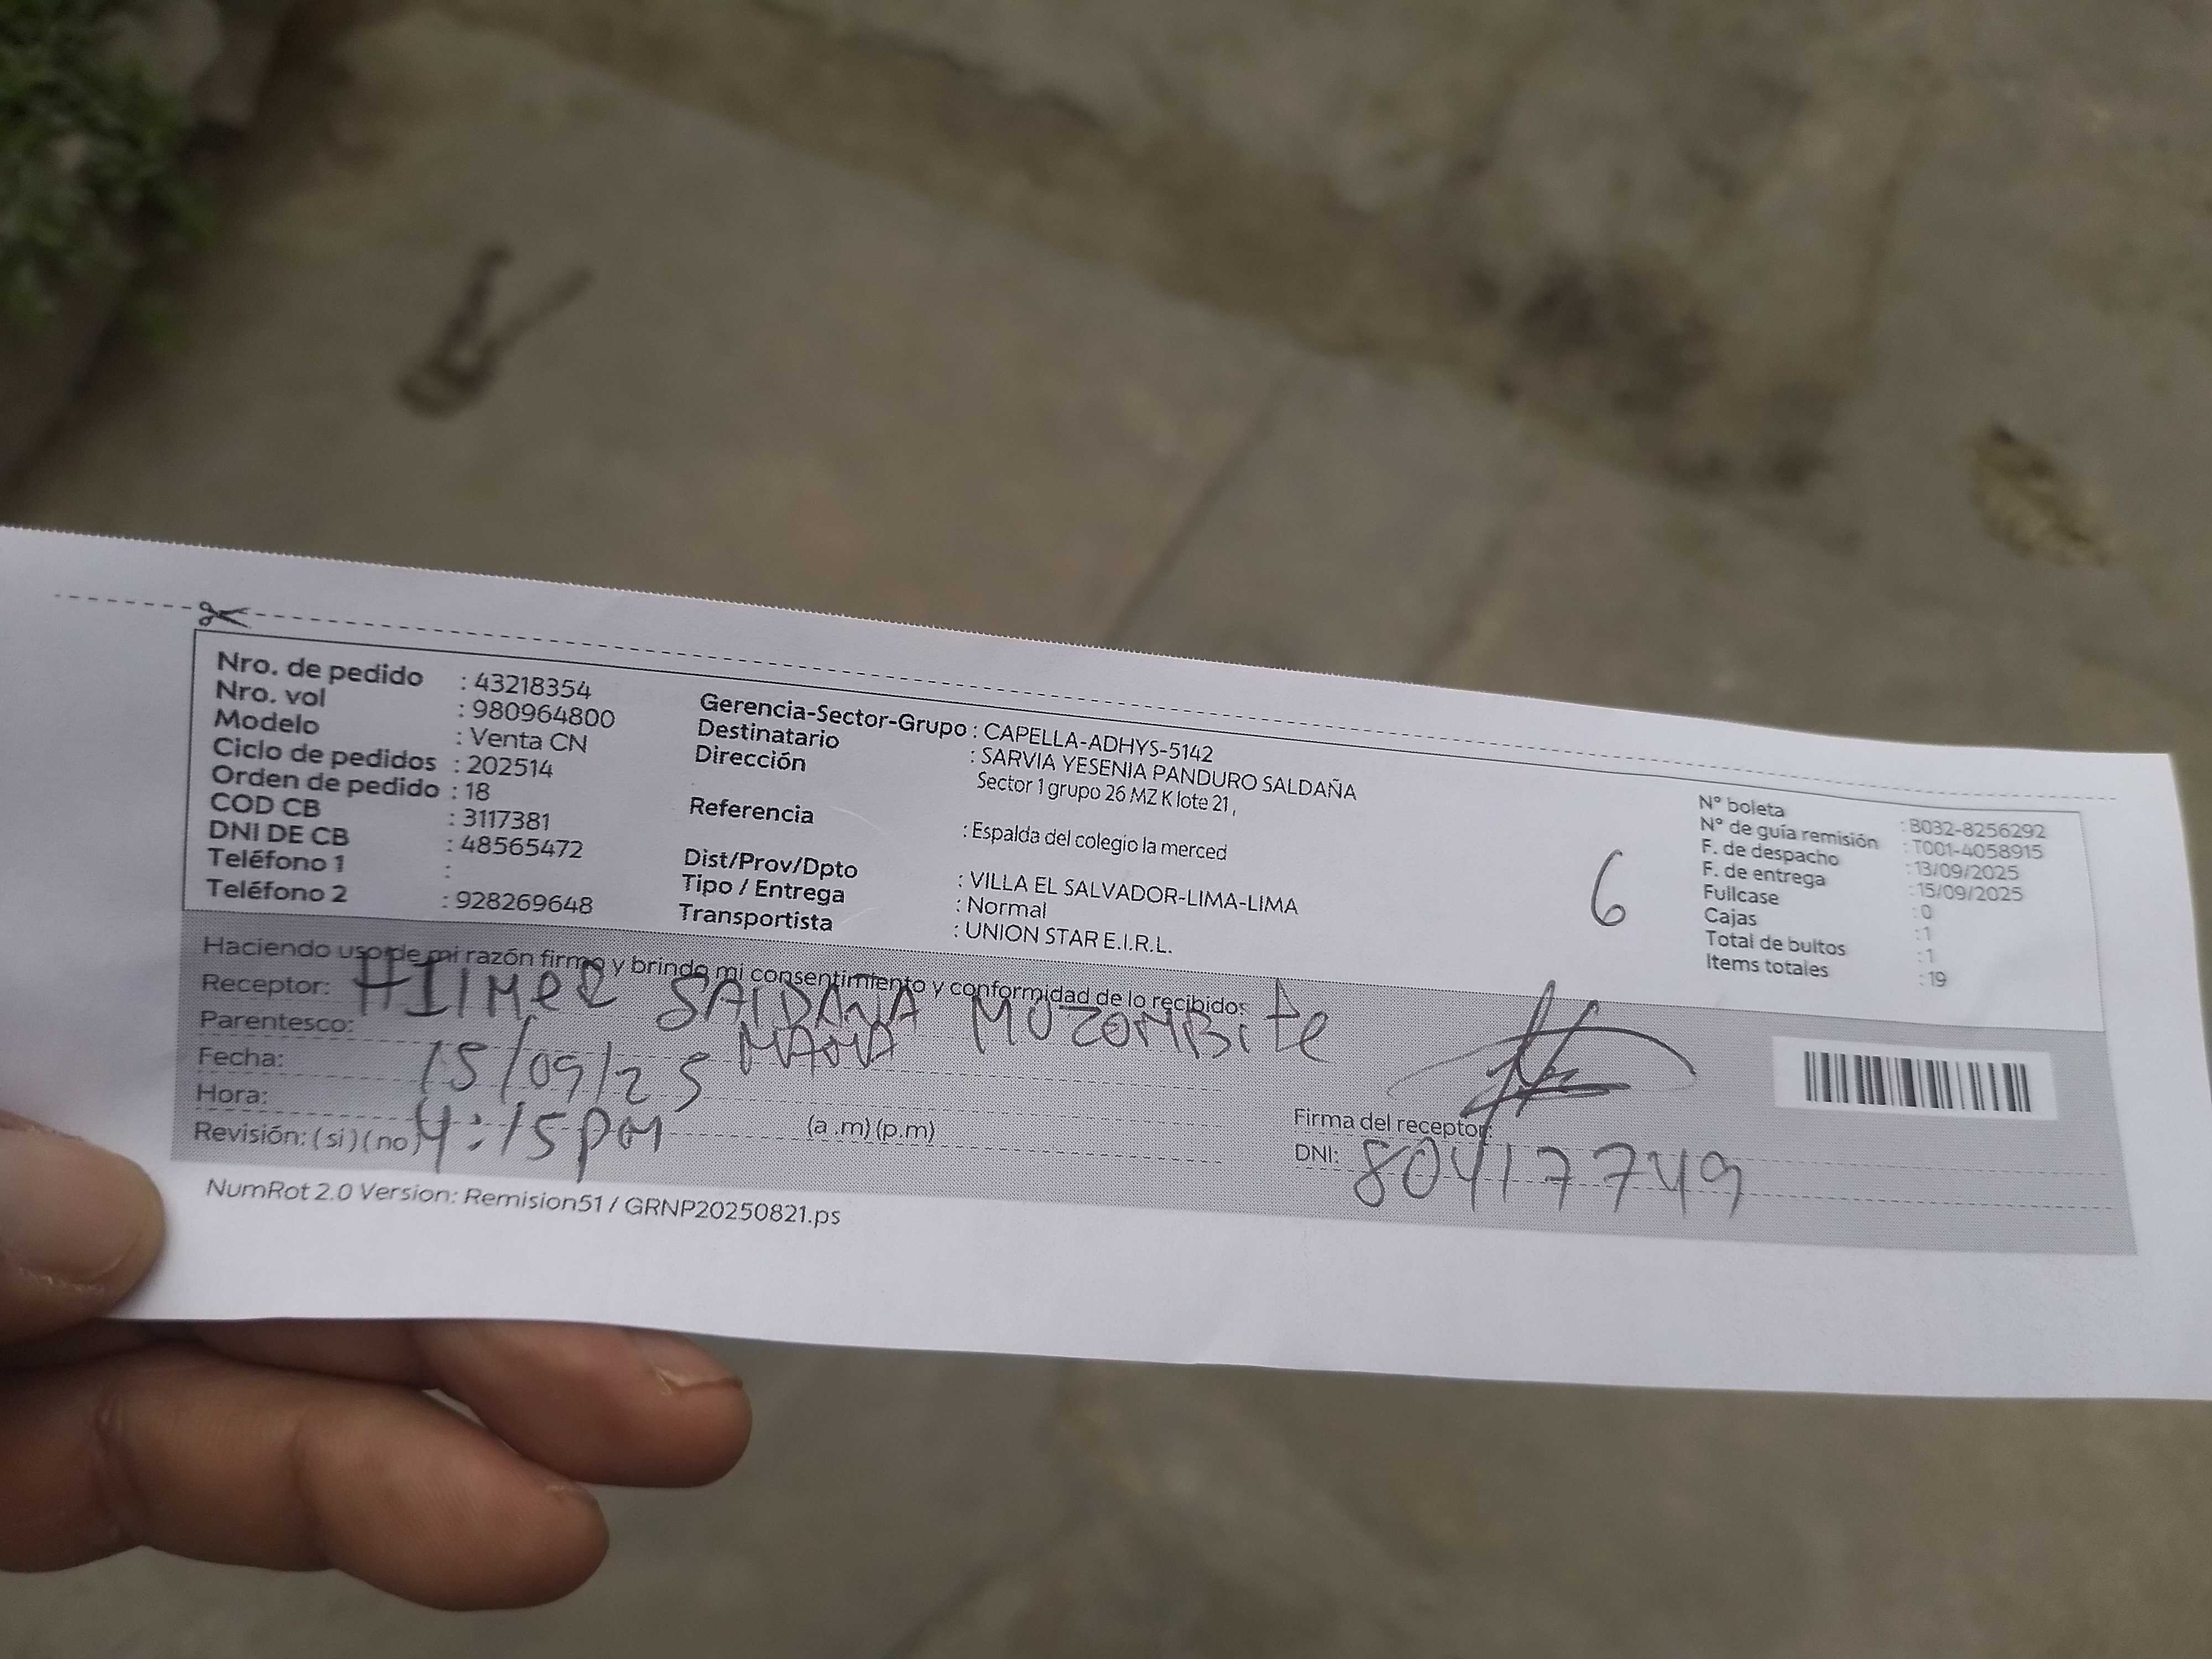 Nro. de pedido : 43218354
Nro. vol : 980964800
Modelo : Venta CN
Ciclo de pedidos : 202514
Orden de pedido : 18
COD CB : 3117381
DNI DE CB : 48565472
Teléfono 1 :
Teléfono 2 : 928269648
Gerencia-Sector-Grupo : CAPELLA-ADHYS-5142
Destinatario : SARVIA YESENIA PANDURO SALDAÑA
Dirección Sector 1 grupo 26 MZ K lote 21,
Referencia : Espalda del colegio la merced
Dist/Prov/Dpto : VILLA EL SALVADOR-LIMA-LIMA
Tipo / Entrega : Normal
Transportista : UNION STAR E.I.R.L.
6
N° boleta : B032-8256292
N° de guía remisión : T001-4058915
F. de despacho : 13/09/2025
F. de entrega : 15/09/2025
Fullcase : 0
Cajas : 1
Total de bultos : 1
Items totales : 19
Haciendo uso de mi razón firmo y brindo mi consentimiento y conformidad de lo recibido:
Receptor: HIlMeR SAlDAÑA MOZOMBite
Parentesco: MAMA
Fecha: 15/09/25
Hora: 4:15pm (a .m) (p.m)
Revisión: ( si ) ( no )
Firma del receptor:
DNI: 80417749
NumRot 2.0 Version: Remision51 / GRNP20250821.ps